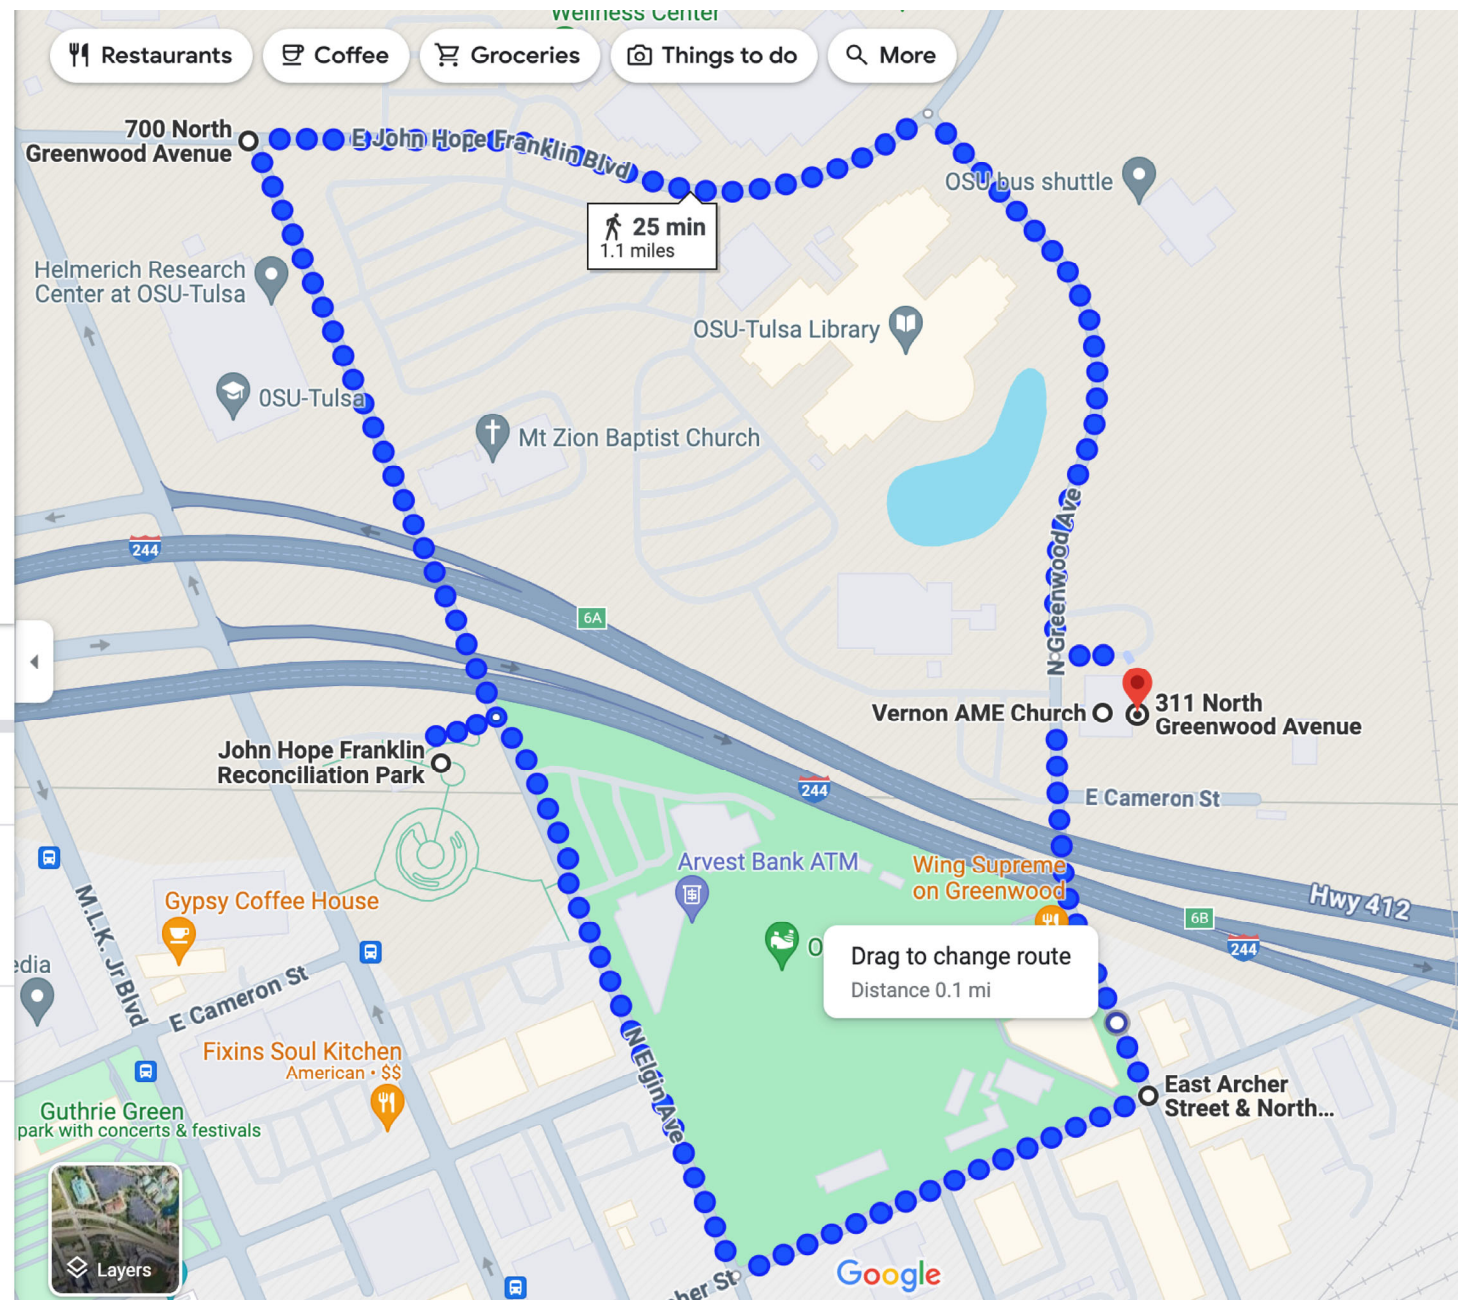 Wellness Center
Restaurants
Coffee
Groceries
Things to do
More
700 North
Greenwood Avenue
E John Hope Franklin Blvd
OSU bus shuttle
25 min
1.1 miles
Helmerich Research
Center at OSU-Tulsa
OSU-Tulsa Library
0SU-Tulsa
Mt Zion Baptist Church
N Greenwood Ave
244
6A
Vernon AME Church
311 North
Greenwood Avenue
John Hope Franklin
Reconciliation Park
244
E Cameron St
Arvest Bank ATM
Wing Supreme
on Greenwood
Hwy 412
6B
244
Gypsy Coffee House
M.L.K. Jr Blvd
E Cameron St
edia
O
Drag to change route
Distance 0.1 mi
Fixins Soul Kitchen
American • $$
N Elgin Ave
East Archer
Street & North...
Guthrie Green
park with concerts & festivals
Layers
her St
Google